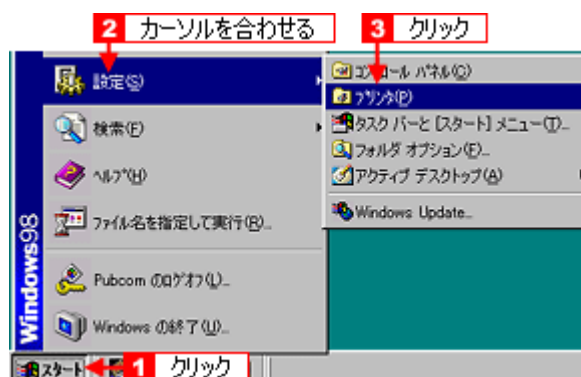 2 カーソルを合わせる
3 クリック
設定(S)
検索(F)
ヘルプ(H)
ファイル名を指定して実行(R)...
Pubcom のログオフ(L)...
Windows の終了(U)...
Windows98
コントロール パネル(C)
プリンタ(P)
タスク バーと [スタート] メニュー(T)...
フォルダ オプション(F)...
アクティブ デスクトップ(A)
Windows Update...
スタート
1 クリック